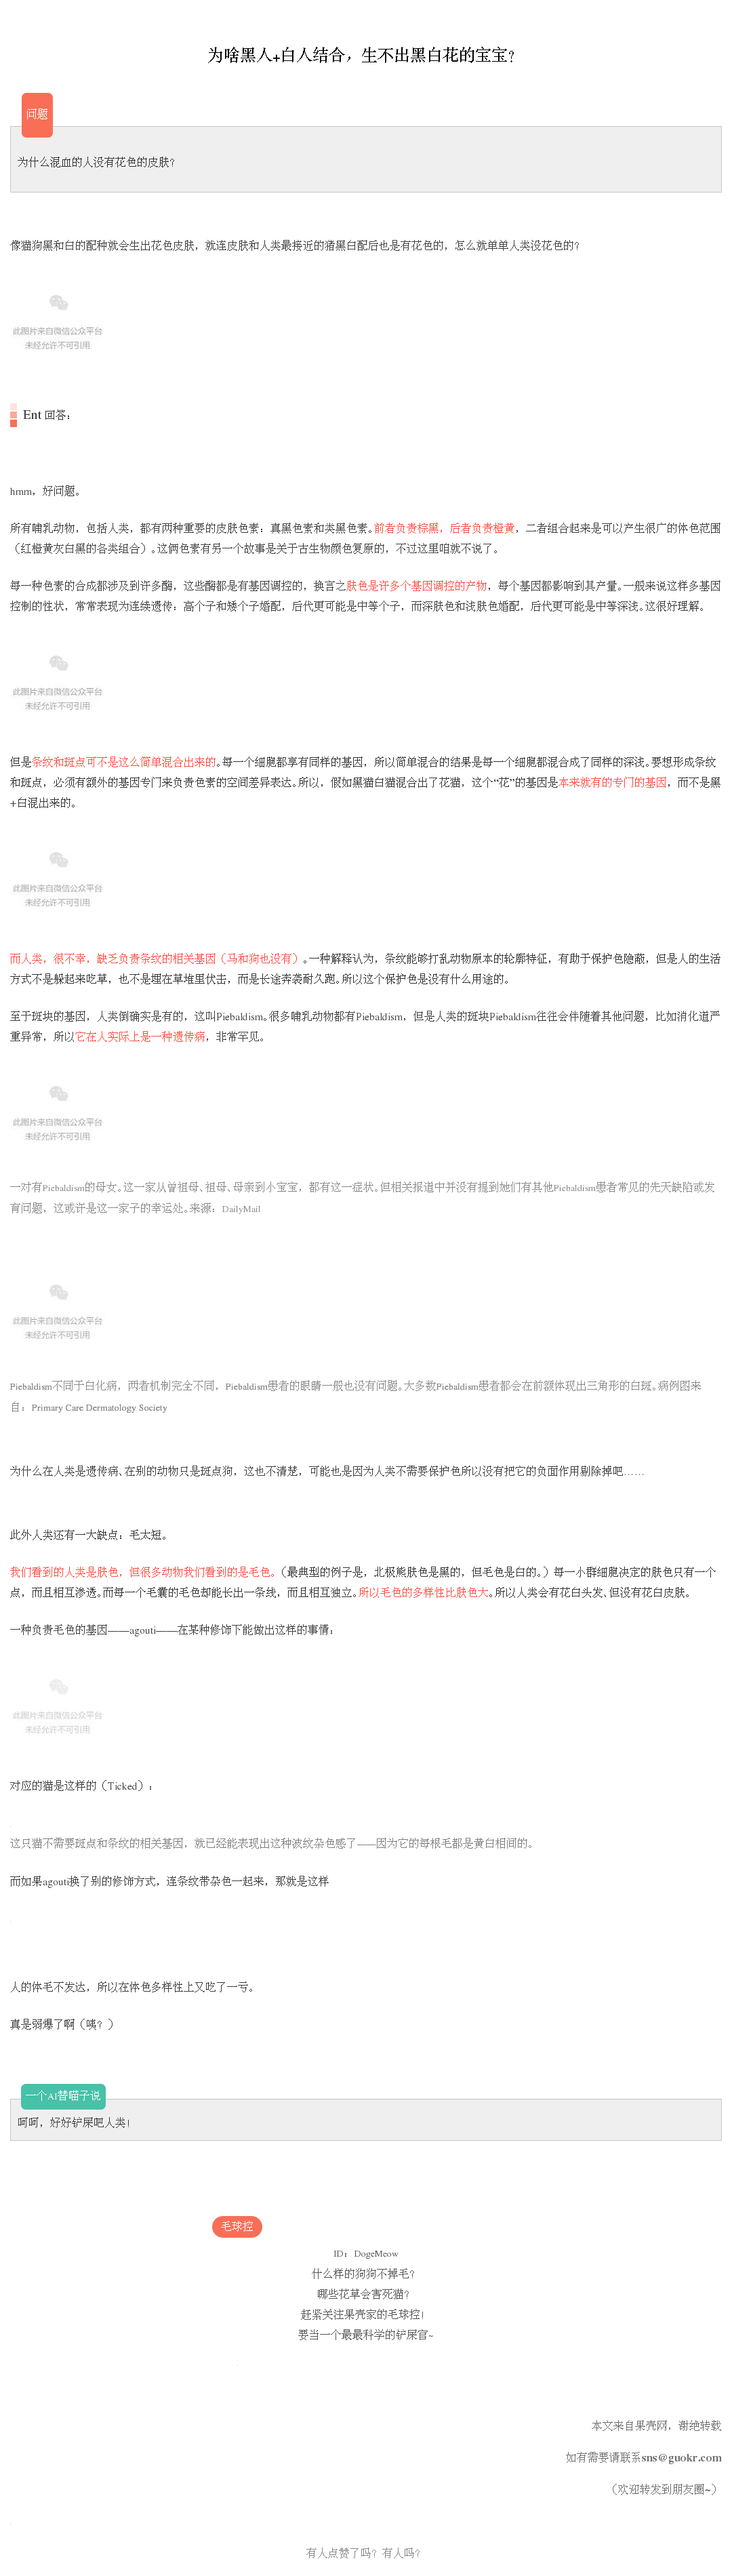 为啥黑人+白人结合，生不出黑白花的宝宝？
问题
为什么混血的人没有花色的皮肤？
像猫狗黑和白的配种就会生出花色皮肤，就连皮肤和人类最接近的猪黑白配后也是有花色的，怎么就单单人类没花色的？
此图片来自微信公众平台
未经允许不可引用
Ent 回答：
hmm，好问题。
所有哺乳动物，包括人类，都有两种重要的皮肤色素：真黑色素和类黑色素。前者负责棕黑，后者负责橙黄，二者组合起来是可以产生很广的体色范围
（红橙黄灰白黑的各类组合）。这俩色素有另一个故事是关于古生物颜色复原的，不过这里咱就不说了。
每一种色素的合成都涉及到许多酶，这些酶都是有基因调控的，换言之肤色是许多个基因调控的产物，每个基因都影响到其产量。一般来说这样多基因
控制的性状，常常表现为连续遗传：高个子和矮个子婚配，后代更可能是中等个子，而深肤色和浅肤色婚配，后代更可能是中等深浅。这很好理解。
此图片来自微信公众平台
未经允许不可引用
但是条纹和斑点可不是这么简单混合出来的。每一个细胞都享有同样的基因，所以简单混合的结果是每一个细胞都混合成了同样的深浅。要想形成条纹
和斑点，必须有额外的基因专门来负责色素的空间差异表达。所以，假如黑猫白猫混合出了花猫，这个“花”的基因是本来就有的专门的基因，而不是黑
+白混出来的。
此图片来自微信公众平台
未经允许不可引用
而人类，很不幸，缺乏负责条纹的相关基因（马和狗也没有）。一种解释认为，条纹能够打乱动物原本的轮廓特征，有助于保护色隐蔽，但是人的生活
方式不是躲起来吃草，也不是埋在草堆里伏击，而是长途奔袭耐久跑。所以这个保护色是没有什么用途的。
至于斑块的基因，人类倒确实是有的，这叫Piebaldism。很多哺乳动物都有Piebaldism，但是人类的斑块Piebaldism往往会伴随着其他问题，比如消化道严
重异常，所以它在人实际上是一种遗传病，非常罕见。
此图片来自微信公众平台
未经允许不可引用
一对有Piebaldism的母女。这一家从曾祖母、祖母、母亲到小宝宝，都有这一症状。但相关报道中并没有提到她们有其他Piebaldism患者常见的先天缺陷或发
育问题，这或许是这一家子的幸运处。来源：DailyMail
此图片来自微信公众平台
未经允许不可引用
Piebaldism不同于白化病，两者机制完全不同，Piebaldism患者的眼睛一般也没有问题。大多数Piebaldism患者都会在前额体现出三角形的白斑。病例图来
自：Primary Care Dermatology Society
为什么在人类是遗传病、在别的动物只是斑点狗，这也不清楚，可能也是因为人类不需要保护色所以没有把它的负面作用剔除掉吧……
此外人类还有一大缺点：毛太短。
我们看到的人类是肤色，但很多动物我们看到的是毛色。（最典型的例子是，北极熊肤色是黑的，但毛色是白的。）每一小群细胞决定的肤色只有一个
点，而且相互渗透。而每一个毛囊的毛色却能长出一条线，而且相互独立。所以毛色的多样性比肤色大。所以人类会有花白头发、但没有花白皮肤。
一种负责毛色的基因——agouti——在某种修饰下能做出这样的事情：
此图片来自微信公众平台
未经允许不可引用
对应的猫是这样的（Ticked）：
这只猫不需要斑点和条纹的相关基因，就已经能表现出这种波纹杂色感了——因为它的每根毛都是黄白相间的。
而如果agouti换了别的修饰方式，连条纹带杂色一起来，那就是这样
人的体毛不发达，所以在体色多样性上又吃了一亏。
真是弱爆了啊（咦？）
一个AI替喵子说
呵呵，好好铲屎吧人类！
毛球控
ID：DogeMeow
什么样的狗狗不掉毛？
哪些花草会害死猫？
赶紧关注果壳家的毛球控！
要当一个最最科学的铲屎官~
本文来自果壳网，谢绝转载
如有需要请联系sns@guokr.com
（欢迎转发到朋友圈~）
有人点赞了吗？有人吗？